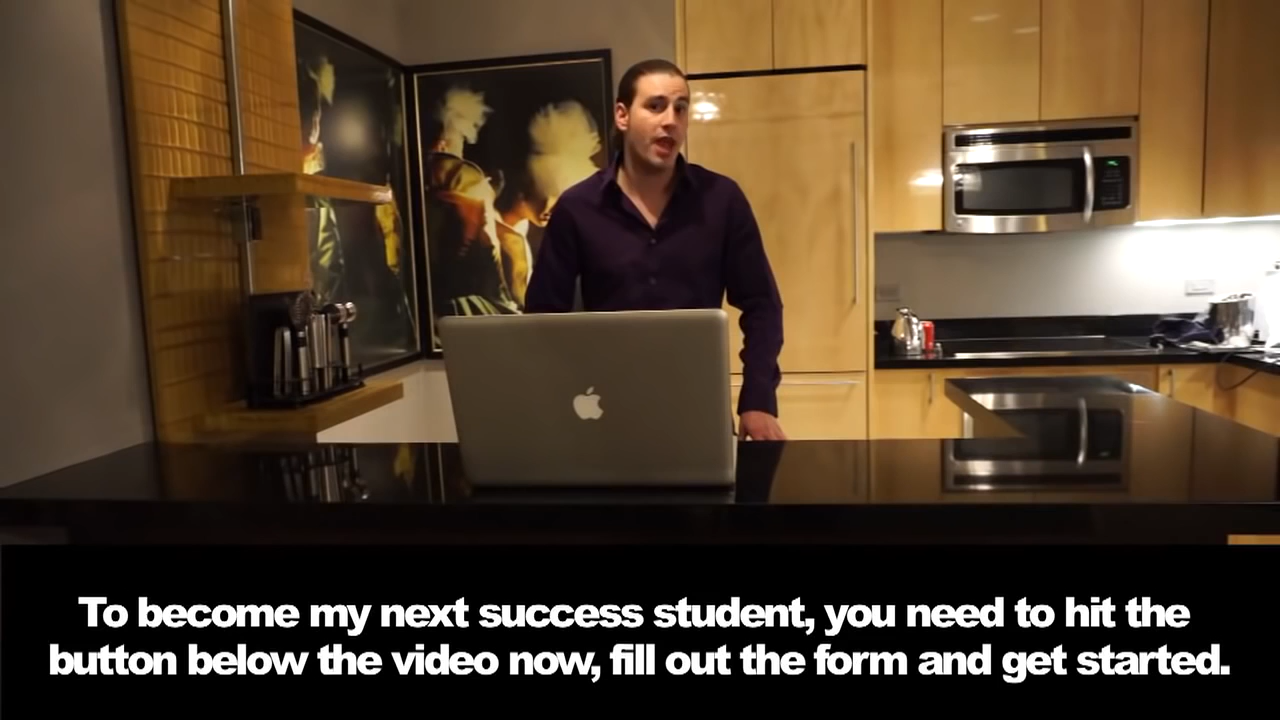 To become my next success student, you need to hit the
button below the video now, fill out the form and get started.